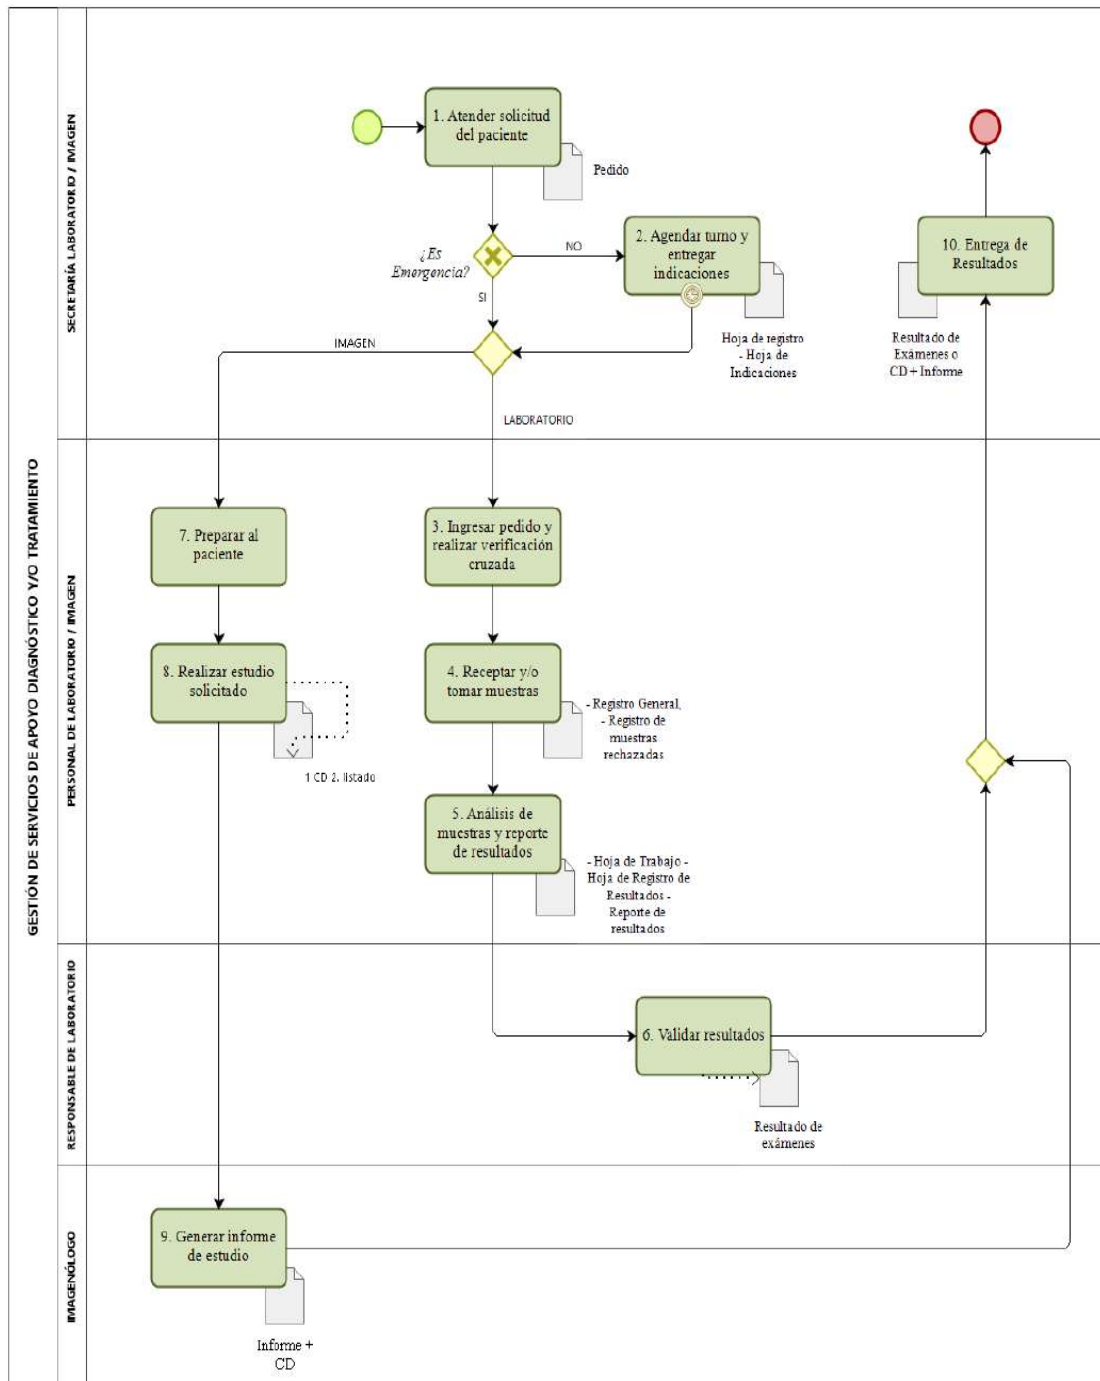 GESTIÓN DE SERVICIOS DE APOYO DIAGNÓSTICO Y/O TRATAMIENTO
SECRETARÍA LABORATORIO / IMAGEN
1. Atender solicitud
del paciente
Pedido
¿Es
Emergencia?
NO
SI
2. Agendar turno y
entregar
indicaciones
Hoja de registro
- Hoja de
Indicaciones
10. Entrega de
Resultados
Resultado de
Exámenes o
CD + Informe
IMAGEN
LABORATORIO
PERSONAL DE LABORATORIO / IMAGEN
7. Preparar al
paciente
3. Ingresar pedido y
realizar verificación
cruzada
8. Realizar estudio
solicitado
1 CD 2. listado
4. Receptar y/o
tomar muestras
- Registro General,
- Registro de
muestras
rechazadas
5. Análisis de
muestras y reporte
de resultados
- Hoja de Trabajo -
Hoja de Registro de
Resultados -
Reporte de
resultados
RESPONSABLE DE LABORATORIO
6. Validar resultados
Resultado de
exámenes
IMAGENÓLOGO
9. Generar informe
de estudio
Informe +
CD